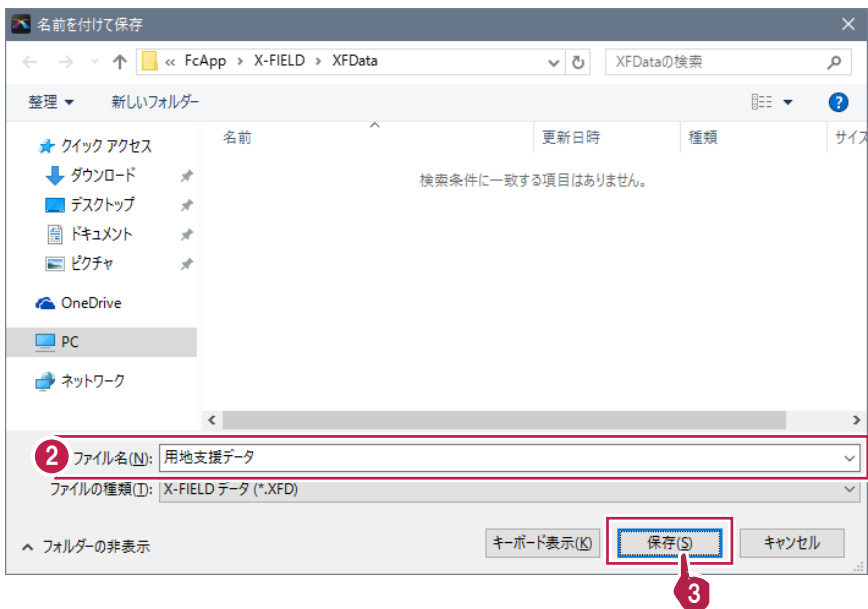 名前を付けて保存
« FcApp › X-FIELD › XFData
XFDataの検索
整理 新しいフォルダー
名前 更新日時 種類 サイズ
クイック アクセス
ダウンロード
デスクトップ
ドキュメント
ピクチャ
OneDrive
PC
ネットワーク
検索条件に一致する項目はありません。
2 ファイル名(N): 用地支援データ
ファイルの種類(T): X-FIELD データ (*.XFD)
フォルダーの非表示 キーボード表示(K) 保存(S) キャンセル
3